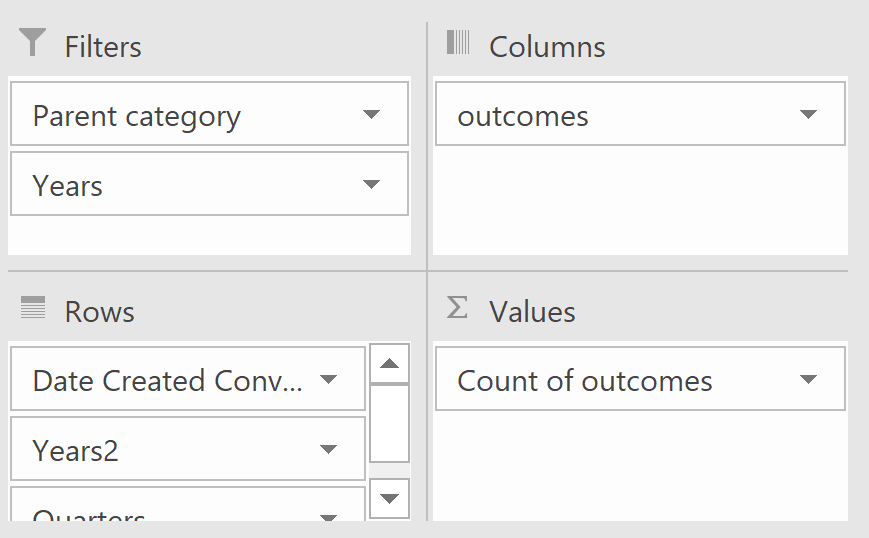 Filters
Parent category
Years
Columns
outcomes
Rows
Date Created Conv...
Years2
Quarters
Σ Values
Count of outcomes